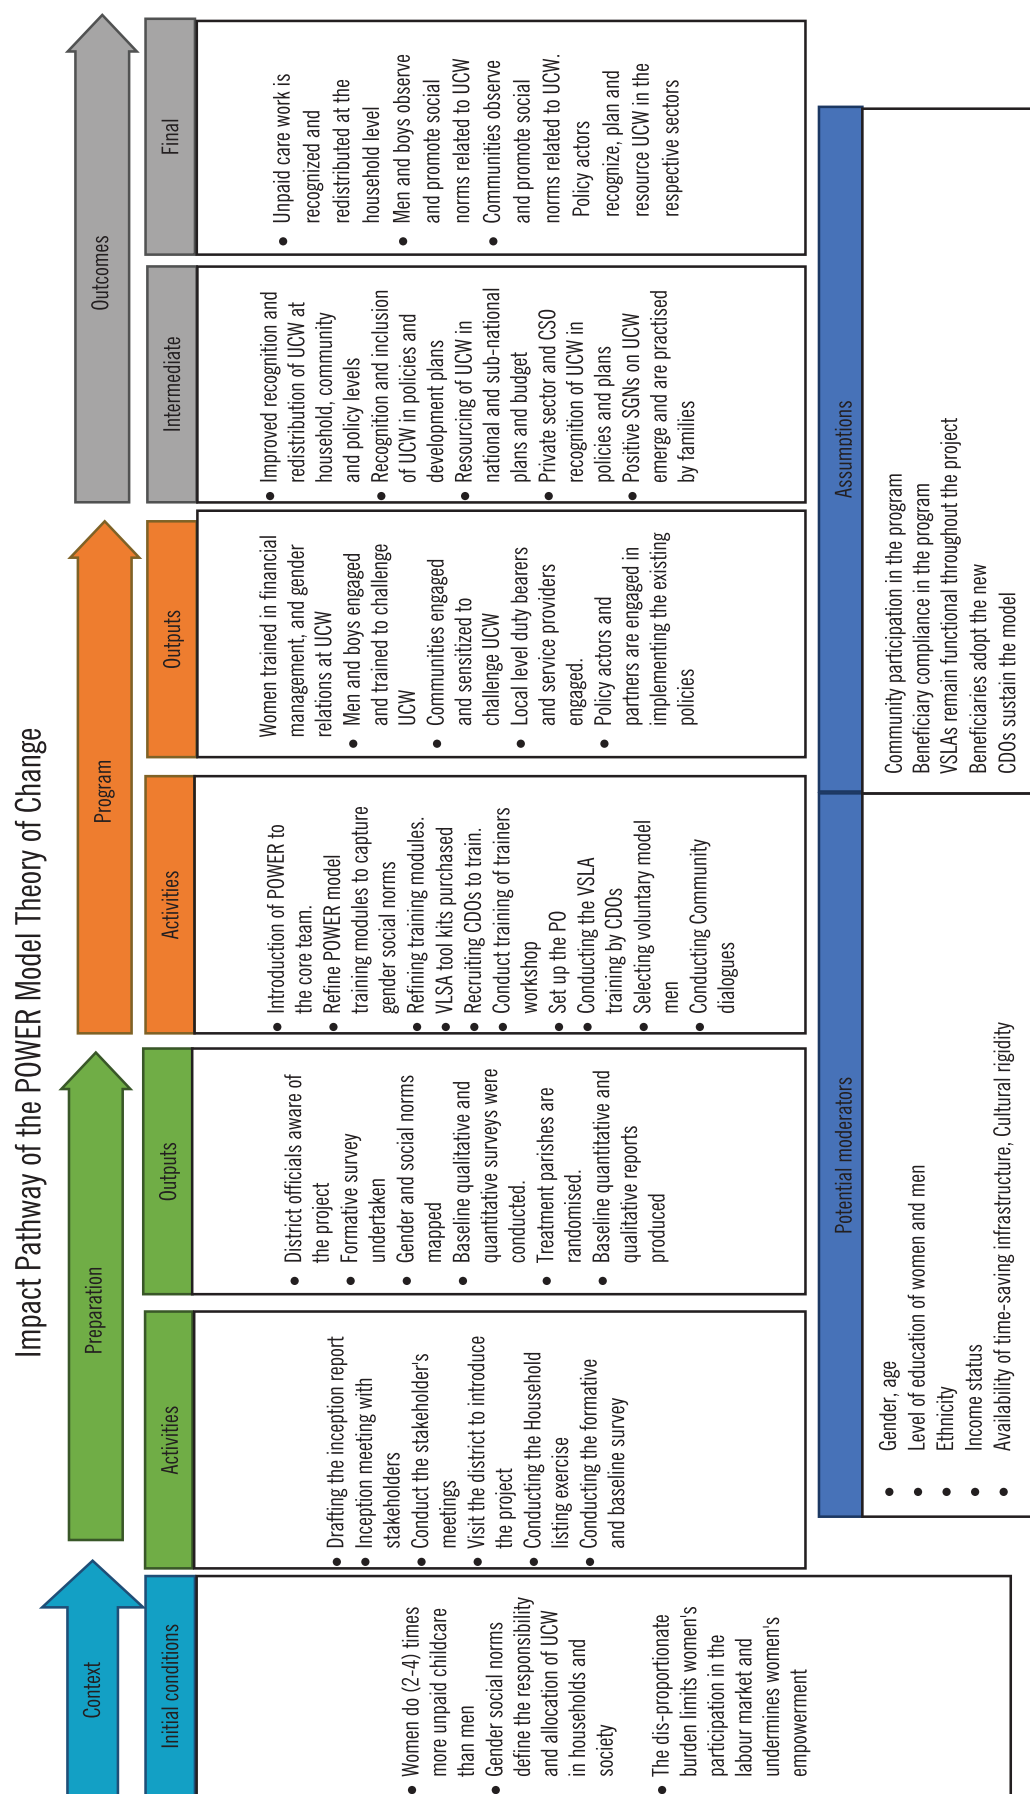 Impact Pathway of the POWER Model Theory of Change
Context
Preparation
Program
Outcomes
Initial conditions
Activities
Outputs
Activities
Outputs
Intermediate
Final
• Women do (2–4) times
more unpaid childcare
than men
• Gender social norms
define the responsibility
and allocation of UCW
in households and
society
• The dis-proportionate
burden limits women's
participation in the
labour market and
undermines women's
empowerment
• Drafting the inception report
• Inception meeting with
stakeholders
• Conduct the stakeholder's
meetings
• Visit the district to introduce
the project
• Conducting the Household
listing exercise
• Conducting the formative
and baseline survey
• District officials aware of
the project
• Formative survey
undertaken
• Gender and social norms
mapped
• Baseline qualitative and
quantitative surveys were
conducted.
• Treatment parishes are
randomised.
• Baseline quantitative and
qualitative reports
produced
• Introduction of POWER to
the core team.
• Refine POWER model
training modules to capture
gender social norms
• Refining training modules.
• VLSA tool kits purchased
• Recruiting CDOs to train.
• Conduct training of trainers
workshop
• Set up the PO
• Conducting the VSLA
training by CDOs
• Selecting voluntary model
men
• Conducting Community
dialogues
Women trained in financial
management, and gender
relations at UCW
• Men and boys engaged
and trained to challenge
UCW
• Communities engaged
and sensitized to
challenge UCW
• Local level duty bearers
and service providers
engaged.
• Policy actors and
partners are engaged in
implementing the existing
policies
• Improved recognition and
redistribution of UCW at
household, community
and policy levels
• Recognition and inclusion
of UCW in policies and
development plans
• Resourcing of UCW in
national and sub-national
plans and budget
• Private sector and CSO
recognition of UCW in
policies and plans
• Positive SGNs on UCW
emerge and are practised
by families
• Unpaid care work is
recognized and
redistributed at the
household level
• Men and boys observe
and promote social
norms related to UCW
• Communities observe
and promote social
norms related to UCW.
Policy actors
recognize, plan and
resource UCW in the
respective sectors
Potential moderators
• Gender, age
• Level of education of women and men
• Ethnicity
• Income status
• Availability of time-saving infrastructure, Cultural rigidity
Assumptions
Community participation in the program
Beneficiary compliance in the program
VSLAs remain functional throughout the project
Beneficiaries adopt the new
CDOs sustain the model